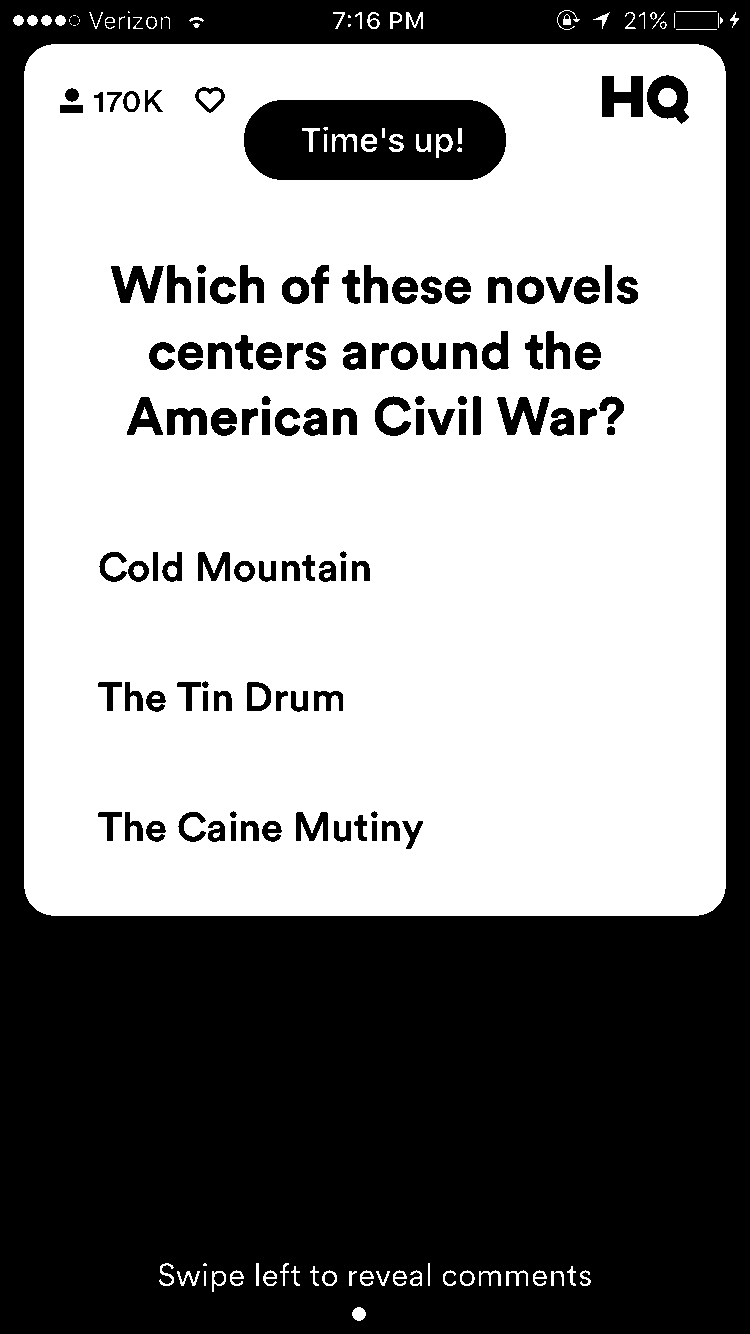 Verizon 7:16 PM 21%
170K HQ
Time's up!
Which of these novels
centers around the
American Civil War?
Cold Mountain
The Tin Drum
The Caine Mutiny
Swipe left to reveal comments